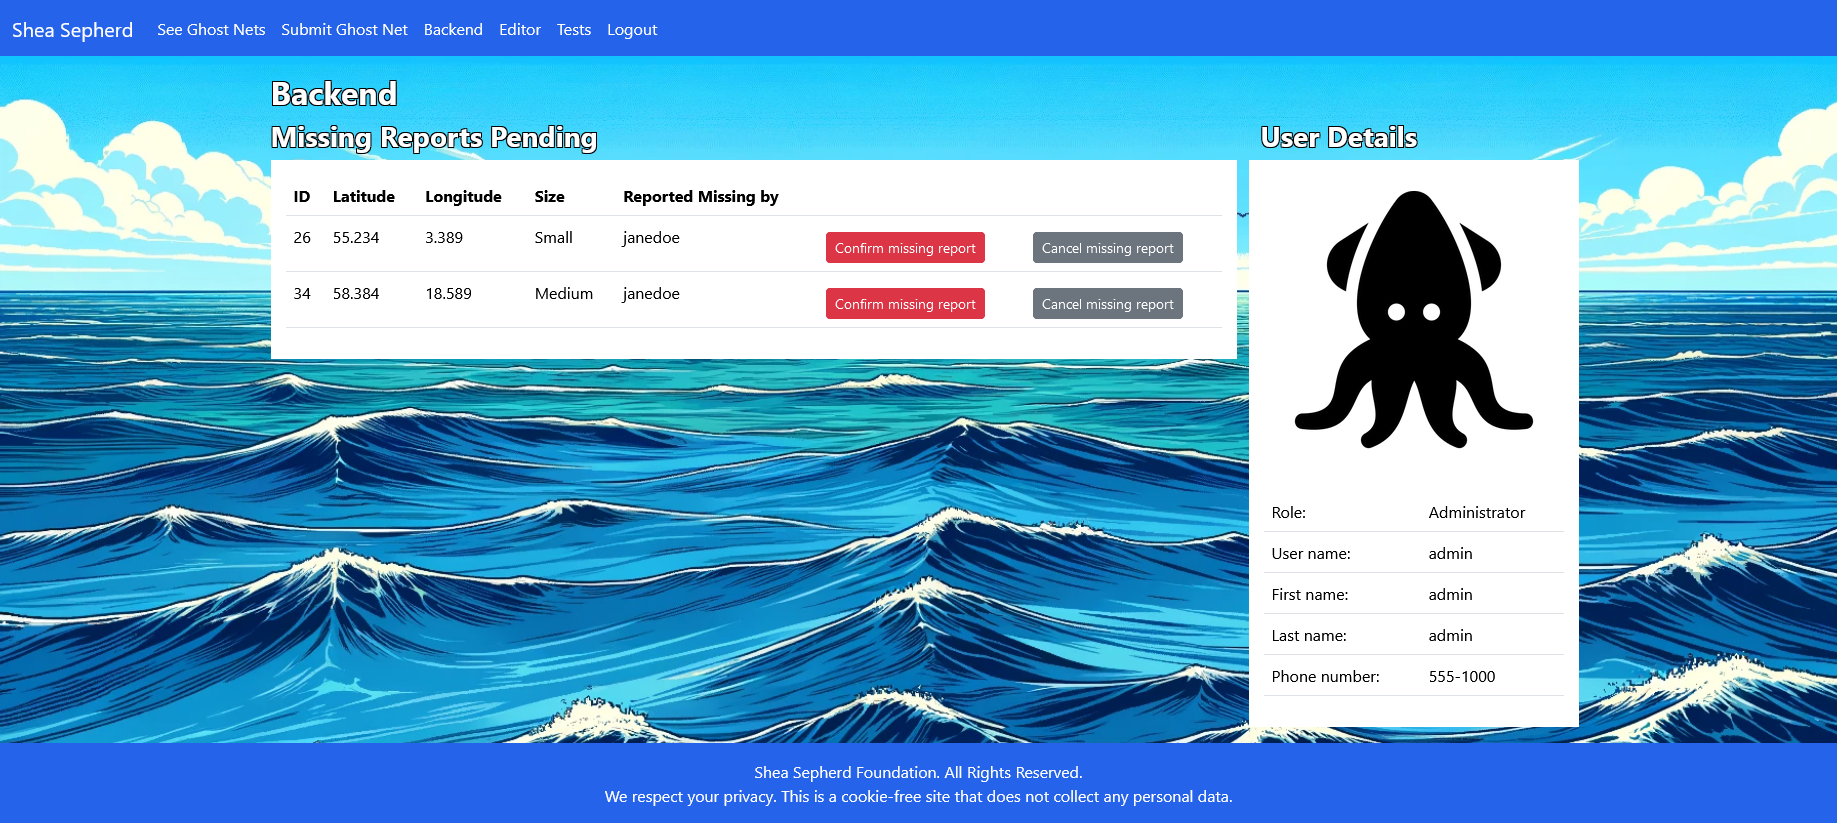 Shea Sepherd See Ghost Nets Submit Ghost Net Backend Editor Tests Logout
Backend
Missing Reports Pending
ID Latitude Longitude Size Reported Missing by
26 55.234 3.389 Small janedoe Confirm missing report Cancel missing report
34 58.384 18.589 Medium janedoe Confirm missing report Cancel missing report
User Details
Role: Administrator
User name: admin
First name: admin
Last name: admin
Phone number: 555-1000
Shea Sepherd Foundation. All Rights Reserved.
We respect your privacy. This is a cookie-free site that does not collect any personal data.